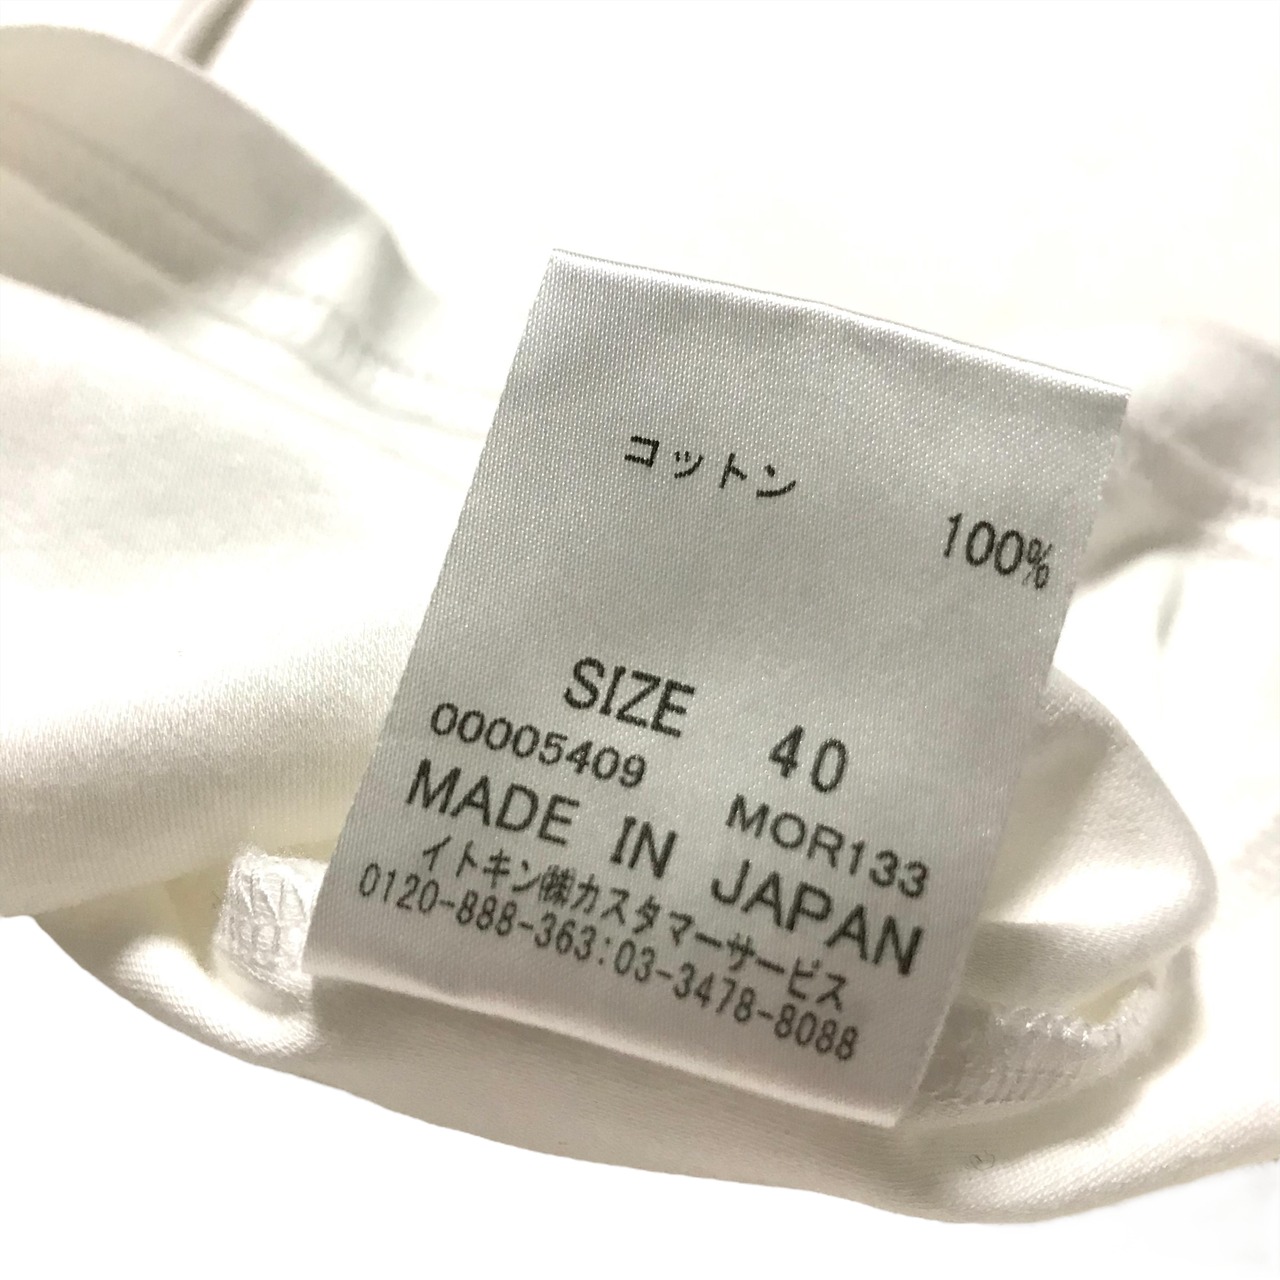 コットン 100%
SIZE 40
00005409 MOR133
MADE IN JAPAN
イトキン㈱カスタマーサービス
0120-888-363:03-3478-8088